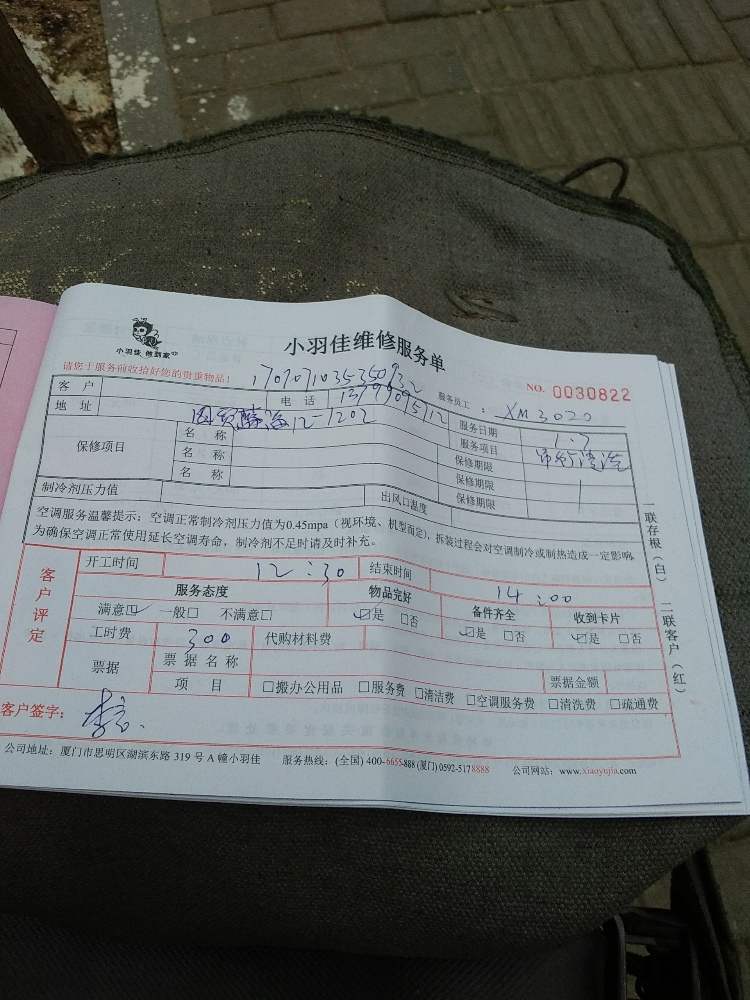 小羽佳 做到家
小羽佳维修服务单
请您于服务前收拾好您的贵重物品！
NO. 0030822
客户 电话 服务员工： XM3020
地址 12-1202 服务日期 1.7
保修项目 名称 服务项目
名称 保修期限
名称 保修期限
保修期限
制冷剂压力值 出风口温度
空调服务温馨提示：空调正常制冷剂压力值为0.45mpa（视环境、机型而定），拆装过程会对空调制冷或制热造成一定影响。
为确保空调正常使用延长空调寿命，制冷剂不足时请及时补充。
客户评定
开工时间 12:30 结束时间 14:00
服务态度 物品完好 备件齐全 收到卡片
满意☑ 一般□ 不满意□ ☑是 □否 ☑是 □否 ☑是 □否
工时费 300 代购材料费
票据 票据名称 票据金额
项目 □搬办公用品 □服务费 □清洁费 □空调服务费 □清洗费 □疏通费
客户签字：
公司地址：厦门市思明区湖滨东路 319 号 A 幢小羽佳 服务热线：(全国) 400-6655-888 (厦门) 0592-5178888 公司网站：www.xiaoyujia.com
一联存根（白） 二联客户（红）